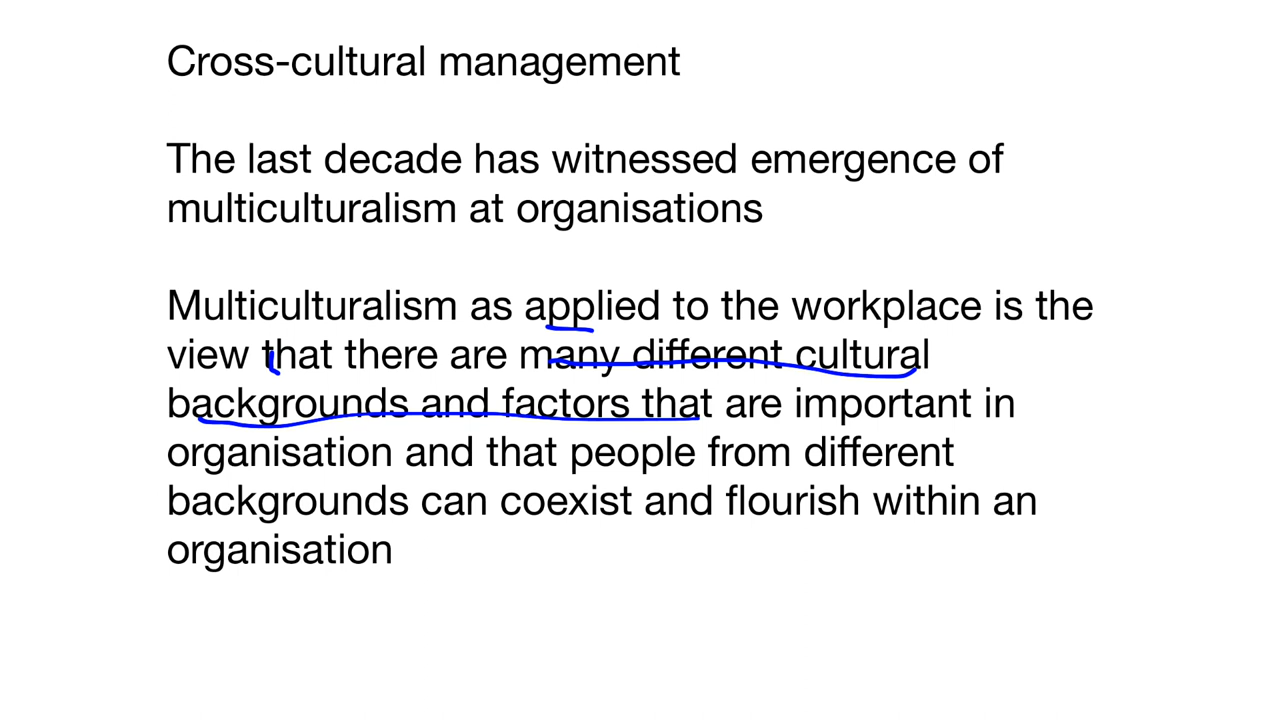 Cross-cultural management
The last decade has witnessed emergence of
multiculturalism at organisations
Multiculturalism as applied to the workplace is the
view that there are many different cultural
backgrounds and factors that are important in
organisation and that people from different
backgrounds can coexist and flourish within an
organisation